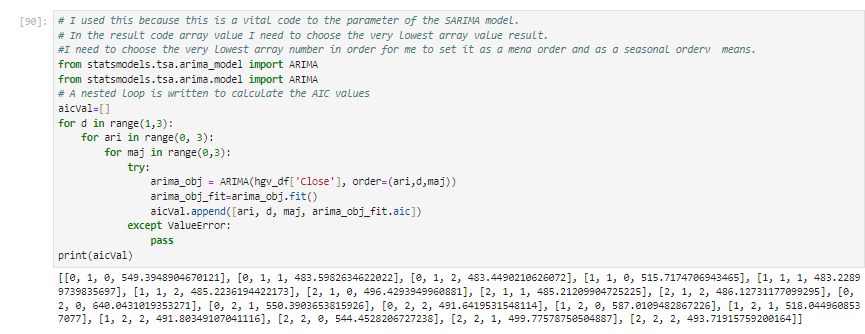 [90]: # I used this because this is a vital code to the parameter of the SARIMA model.
# In the result code array value I need to choose the very lowest array value result.
#I need to choose the very lowest array number in order for me to set it as a mena order and as a seasonal orderv  means.
from statsmodels.tsa.arima_model import ARIMA
from statsmodels.tsa.arima.model import ARIMA
# A nested loop is written to calculate the AIC values
aicVal=[]
for d in range(1,3):
    for ari in range(0, 3):
        for maj in range(0,3):
            try:
                arima_obj = ARIMA(hgv_df['Close'], order=(ari,d,maj))
                arima_obj_fit=arima_obj.fit()
                aicVal.append([ari, d, maj, arima_obj_fit.aic])
            except ValueError:
                pass
print(aicVal)
[[0, 1, 0, 549.3948904670121], [0, 1, 1, 483.5982634622022], [0, 1, 2, 483.4490210626072], [1, 1, 0, 515.7174706943465], [1, 1, 1, 483.2289
9739835697], [1, 1, 2, 485.2236194422173], [2, 1, 0, 496.4293949960881], [2, 1, 1, 485.21209904725225], [2, 1, 2, 486.12731177099295], [0,
2, 0, 640.0431019353271], [0, 2, 1, 550.3903653815926], [0, 2, 2, 491.6419531548114], [1, 2, 0, 587.0109482867226], [1, 2, 1, 518.044960853
7077], [1, 2, 2, 491.80349107041116], [2, 2, 0, 544.4528206727238], [2, 2, 1, 499.77578750504887], [2, 2, 2, 493.71915759200164]]